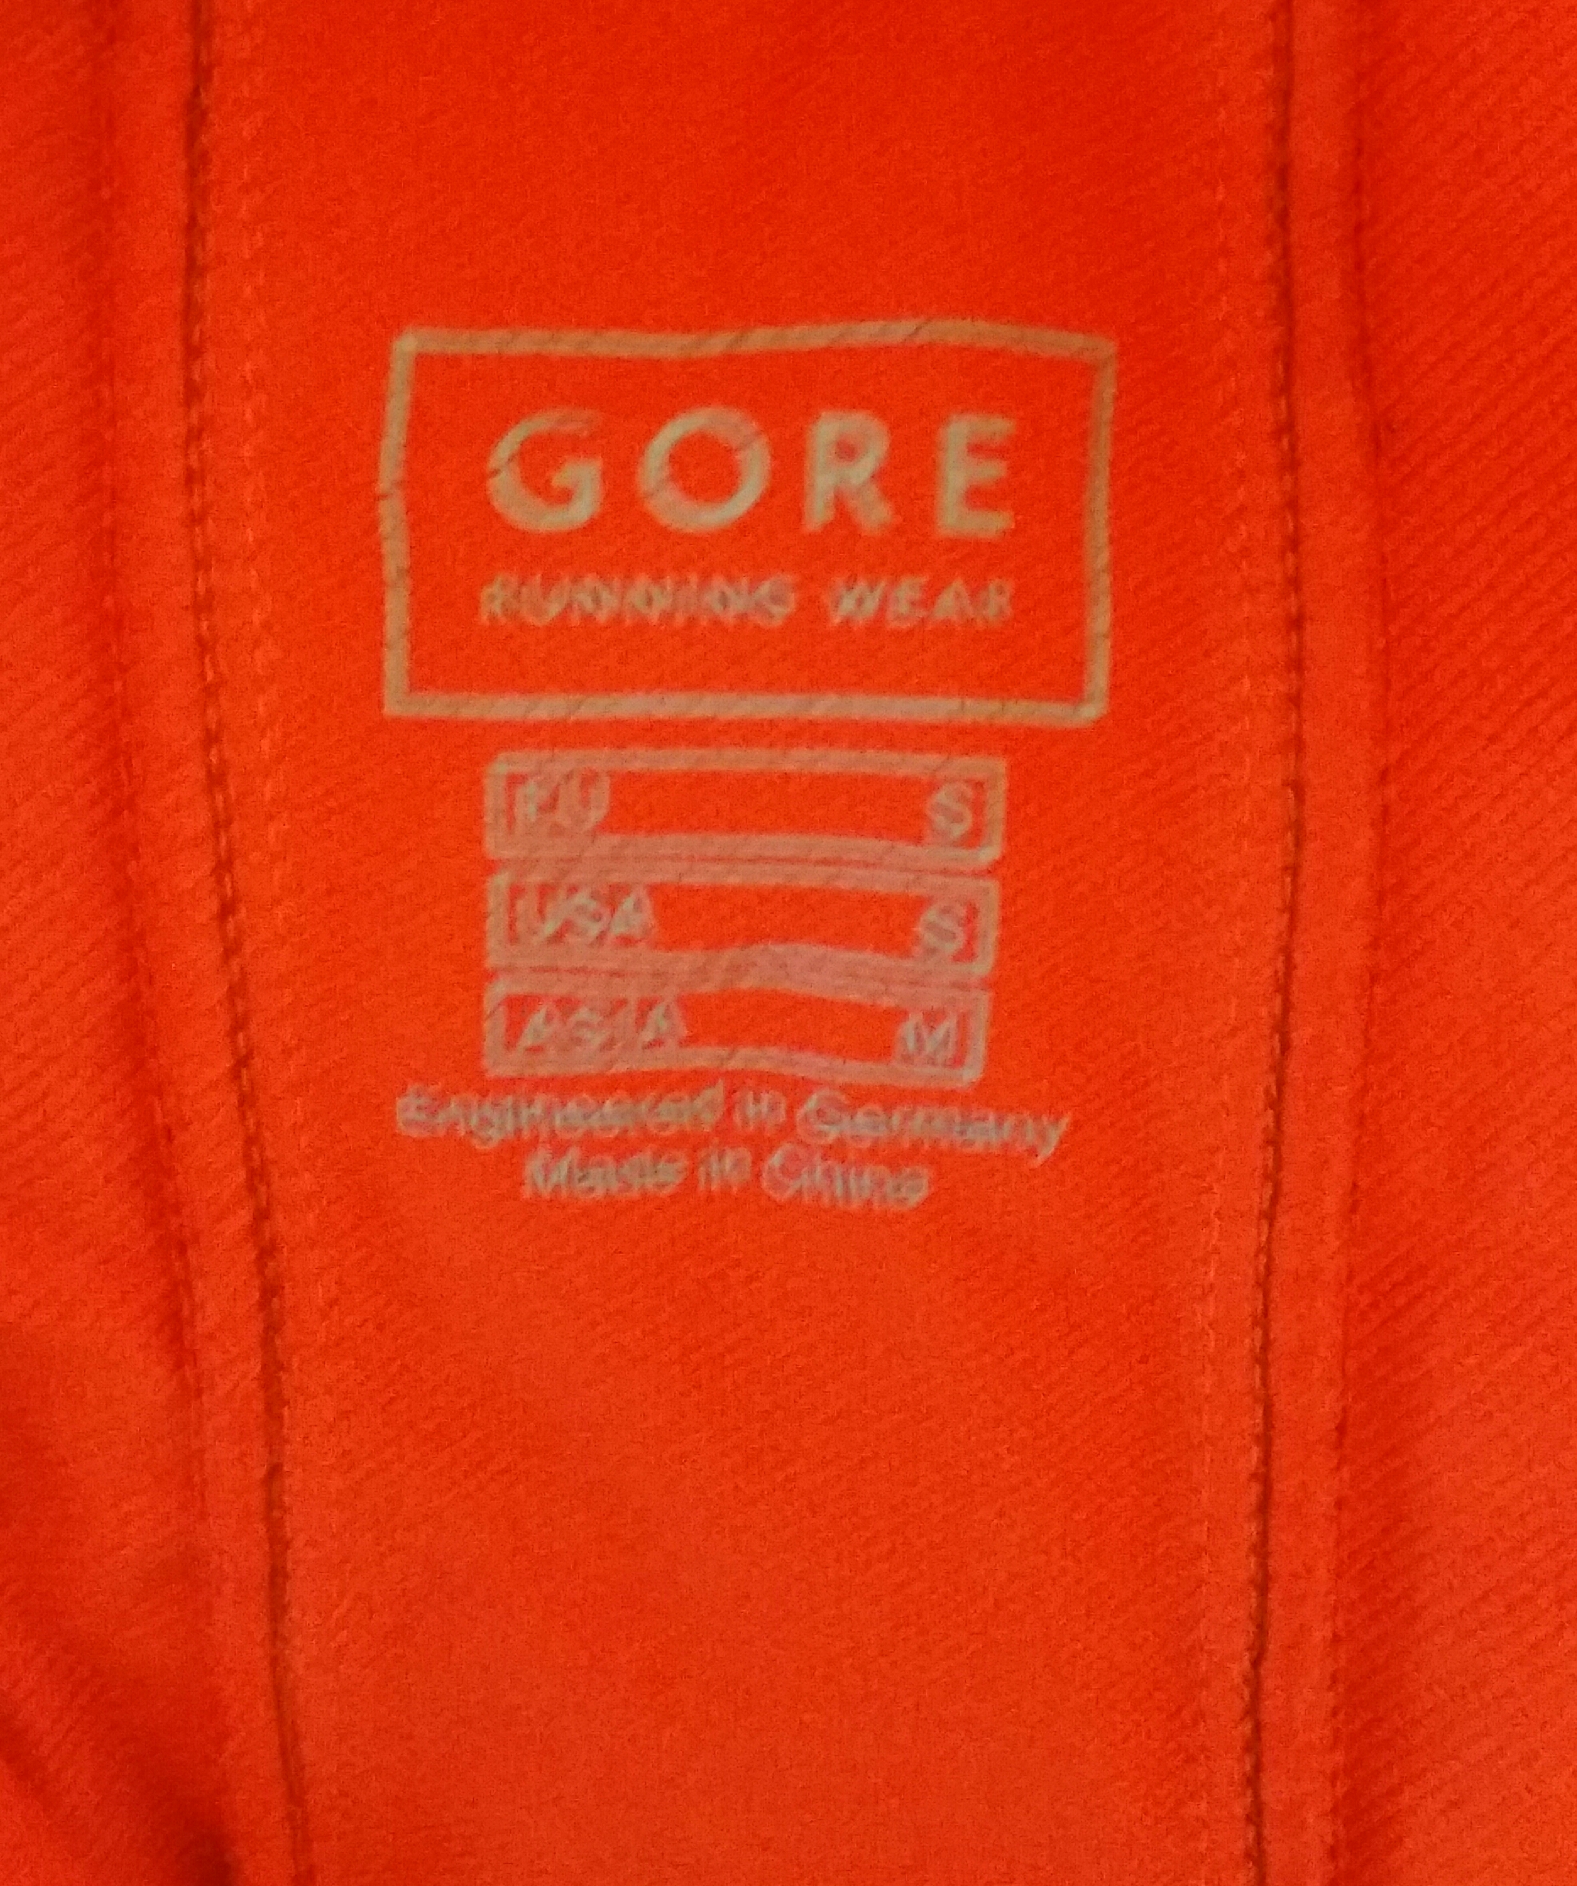 GORE
RUNNING WEAR
EU S
USA S
ASIA M
Engineered in Germany
Made in China